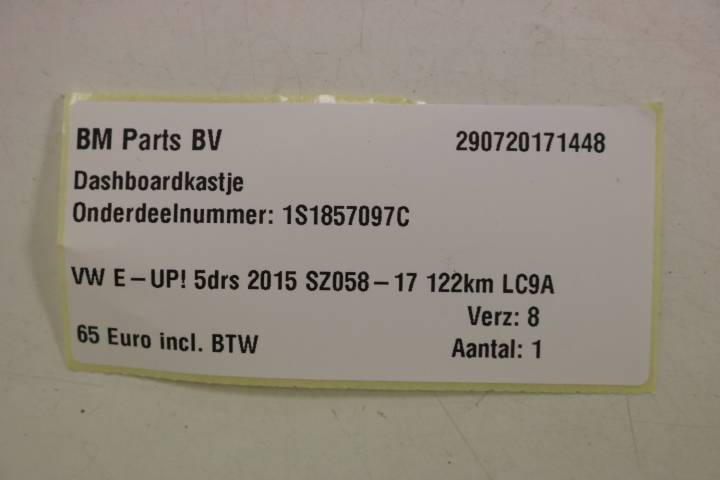 BM Parts BV 290720171448
Dashboardkastje
Onderdeelnummer: 1S1857097C
VW E-UP! 5drs 2015 SZ058-17 122km LC9A
Verz: 8
65 Euro incl. BTW Aantal: 1